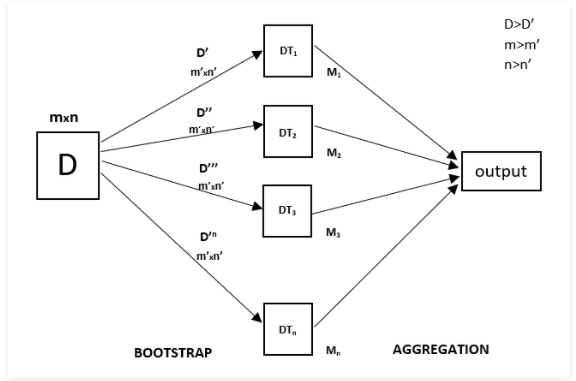 D>D'
m>m'
n>n'
D'
m'xn'
DT₁
M₁
mxn
D
D''
m'xn'
DT₂
M₂
output
D'''
m'xn'
DT₃
M₃
D'ⁿ
m'xn'
DTₙ
Mₙ
BOOTSTRAP
AGGREGATION